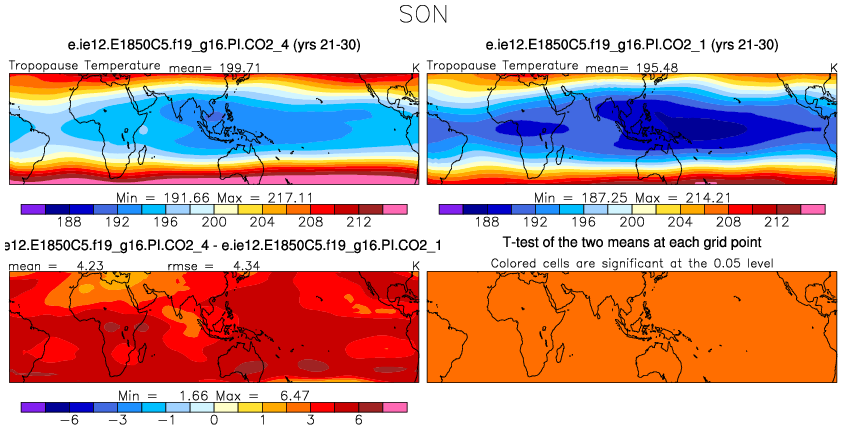 SON
e.ie12.E1850C5.f19_g16.PI.CO2_4 (yrs 21-30)
Tropopause Temperature mean= 199.71 K
Min = 191.66 Max = 217.11
188 192 196 200 204 208 212
e.ie12.E1850C5.f19_g16.PI.CO2_1 (yrs 21-30)
Tropopause Temperature mean= 195.48 K
Min = 187.25 Max = 214.21
188 192 196 200 204 208 212
e12.E1850C5.f19_g16.PI.CO2_4 - e.ie12.E1850C5.f19_g16.PI.CO2_1
mean = 4.23 rmse = 4.34 K
Min = 1.66 Max = 6.47
-6 -3 -1 0 1 3 6
T-test of the two means at each grid point
Colored cells are significant at the 0.05 level